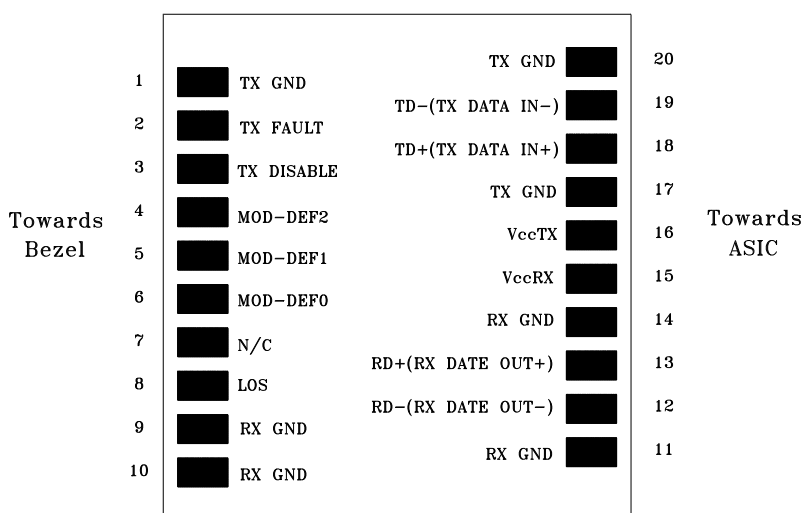 Towards
Bezel
1 TX GND
2 TX FAULT
3 TX DISABLE
4 MOD-DEF2
5 MOD-DEF1
6 MOD-DEF0
7 N/C
8 LOS
9 RX GND
10 RX GND
TX GND 20
TD-(TX DATA IN-) 19
TD+(TX DATA IN+) 18
TX GND 17
VccTX 16
VccRX 15
RX GND 14
RD+(RX DATE OUT+) 13
RD-(RX DATE OUT-) 12
RX GND 11
Towards
ASIC